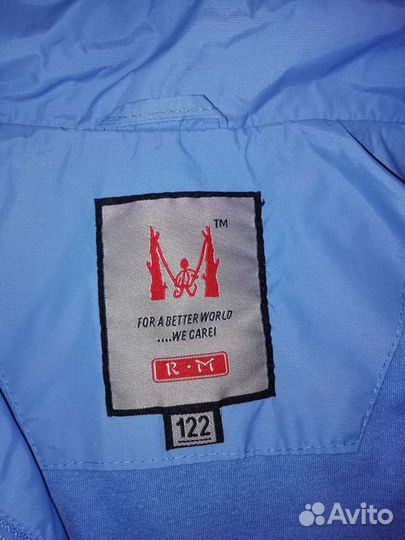 TM
FOR A BETTER WORLD
....WE CARE!
R·M
122
Avito